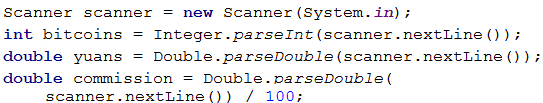 Scanner scanner = new Scanner(System.in);
int bitcoins = Integer.parseInt(scanner.nextLine());
double yuans = Double.parseDouble(scanner.nextLine());
double commission = Double.parseDouble(
    scanner.nextLine()) / 100;